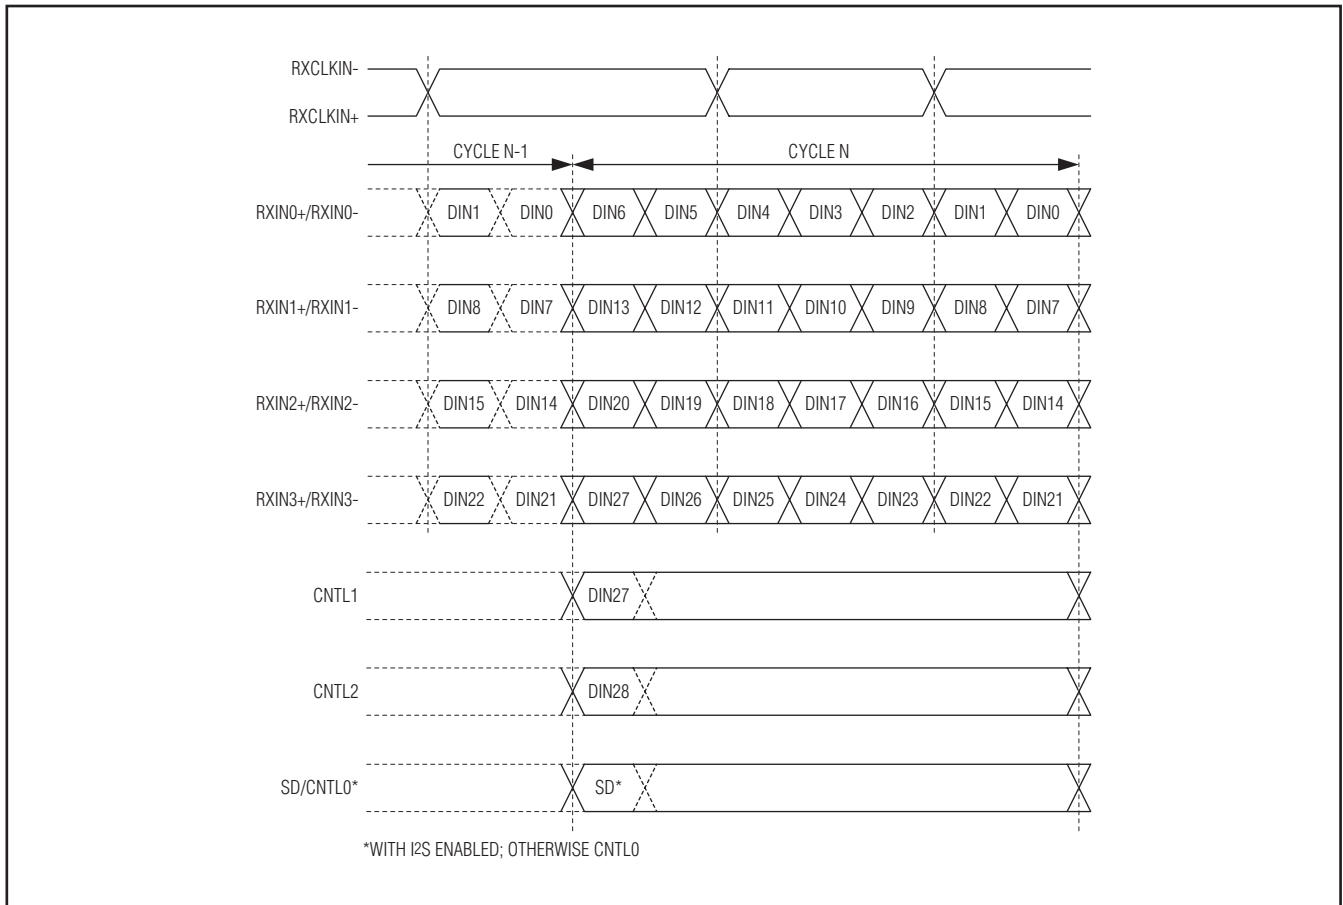 RXCLKIN-
RXCLKIN+
CYCLE N-1 CYCLE N
RXIN0+/RXIN0- DIN1 DIN0 DIN6 DIN5 DIN4 DIN3 DIN2 DIN1 DIN0
RXIN1+/RXIN1- DIN8 DIN7 DIN13 DIN12 DIN11 DIN10 DIN9 DIN8 DIN7
RXIN2+/RXIN2- DIN15 DIN14 DIN20 DIN19 DIN18 DIN17 DIN16 DIN15 DIN14
RXIN3+/RXIN3- DIN22 DIN21 DIN27 DIN26 DIN25 DIN24 DIN23 DIN22 DIN21
CNTL1 DIN27
CNTL2 DIN28
SD/CNTL0* SD*
*WITH I2S ENABLED; OTHERWISE CNTL0